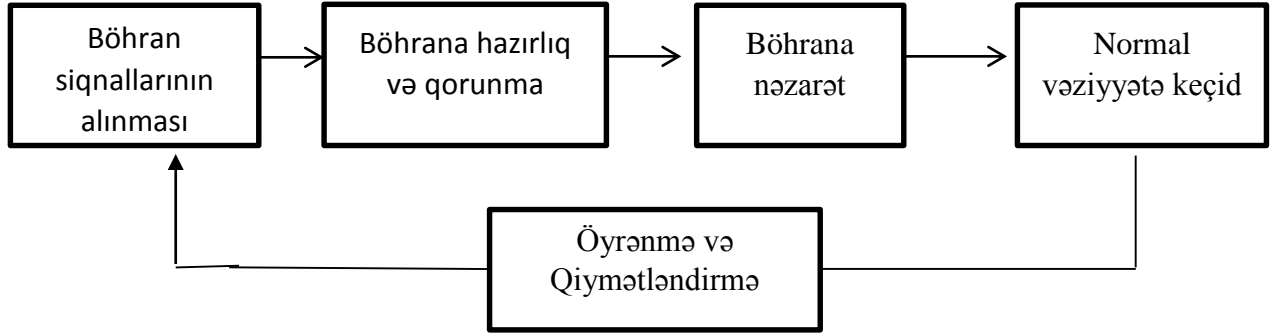 Böhran
siqnallarının
alınması
Böhrana hazırlıq
və qorunma
Böhrana
nəzarət
Normal
vəziyyətə keçid
Öyrənmə və
Qiymətləndirmə